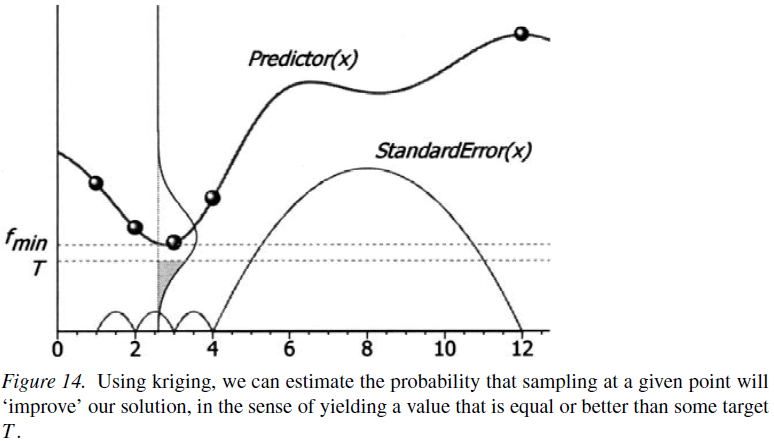 Predictor(x)
StandardError(x)
fmin
T
0 2 4 6 8 10 12
Figure 14. Using kriging, we can estimate the probability that sampling at a given point will
‘improve’ our solution, in the sense of yielding a value that is equal or better than some target
T.